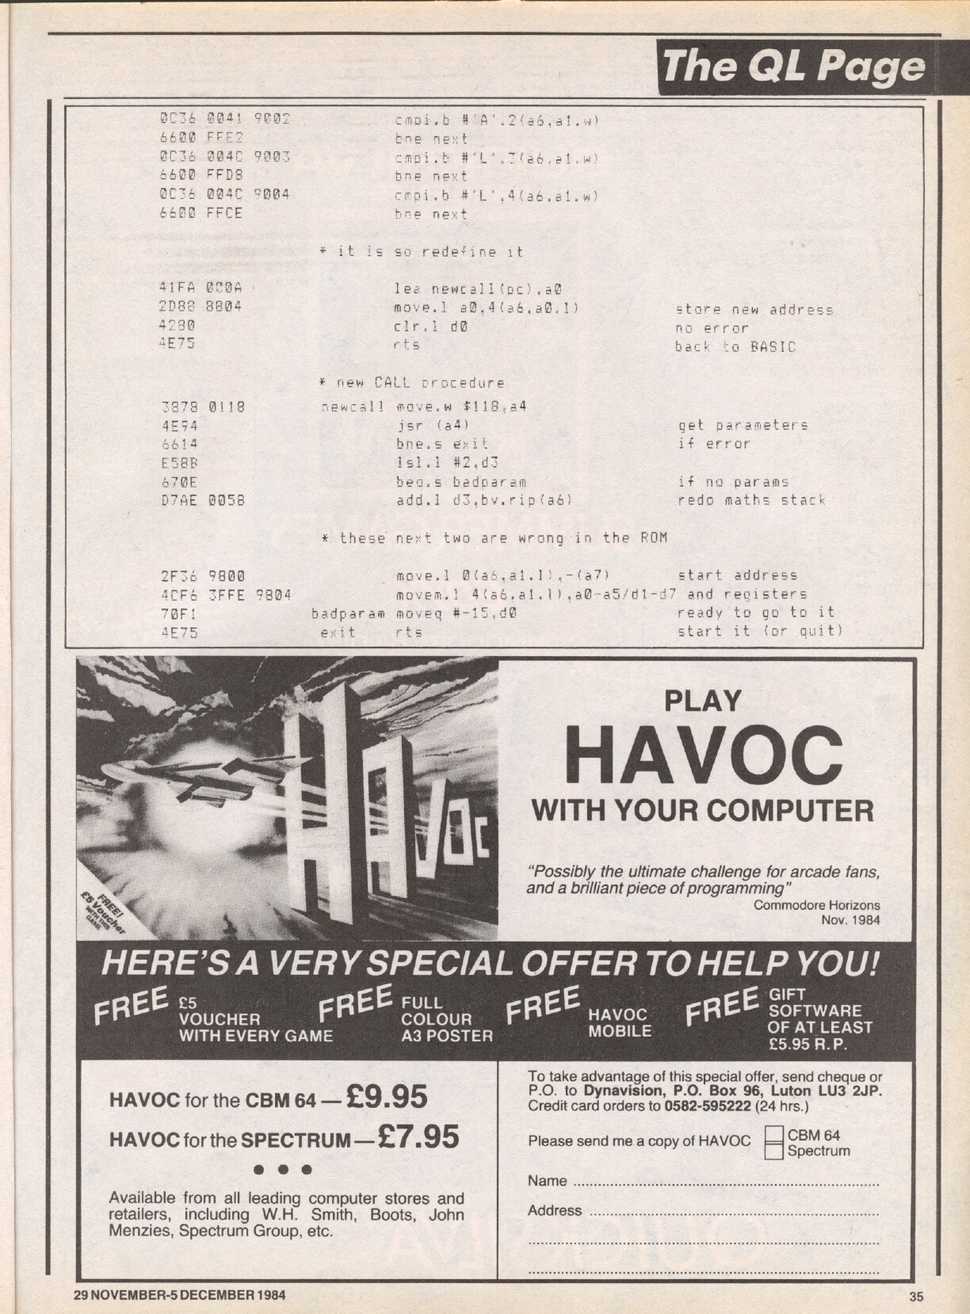 The QL Page
0C36 0041 9002 cmpi.b #'A',2(a6,a1.w)
6600 FFE2 bne next
0C36 004C 9003 cmpi.b #'L',3(a6,a1.w)
6600 FFD8 bne next
0C36 004C 9004 cmpi.b #'L',4(a6,a1.w)
6600 FFCE bne next
* it is so redefine it
41FA 000A lea newcall(pc),a0
2D88 8804 move.l a0,4(a6,a0.l) store new address
4280 clr.l d0 no error
4E75 rts back to BASIC
* new CALL procedure
3878 0118 newcall move.w $118,a4
4E94 jsr (a4) get parameters
6614 bne.s exit if error
E58B lsl.l #2,d3
670E beq.s badparam if no params
D7AE 0058 add.l d3,bv.rip(a6) redo maths stack
* these next two are wrong in the ROM
2F36 9800 move.l 0(a6,a1.l),-(a7) start address
4CF6 3FFE 9804 movem.l 4(a6,a1.l),a0-a5/d1-d7 and registers
70F1 badparam moveq #-15,d0 ready to go to it
4E75 exit rts start it (or quit)
HAVOC
FREE!
£5 Voucher
WITH THIS
GAME
PLAY
HAVOC
WITH YOUR COMPUTER
"Possibly the ultimate challenge for arcade fans,
and a brilliant piece of programming"
Commodore Horizons
Nov. 1984
HERE'S A VERY SPECIAL OFFER TO HELP YOU!
FREE £5
VOUCHER
WITH EVERY GAME
FREE FULL
COLOUR
A3 POSTER
FREE HAVOC
MOBILE
FREE GIFT
SOFTWARE
OF AT LEAST
£5.95 R.P.
HAVOC for the CBM 64 — £9.95
HAVOC for the SPECTRUM — £7.95
● ● ●
Available from all leading computer stores and
retailers, including W.H. Smith, Boots, John
Menzies, Spectrum Group, etc.
To take advantage of this special offer, send cheque or
P.O. to Dynavision, P.O. Box 96, Luton LU3 2JP.
Credit card orders to 0582-595222 (24 hrs.)
Please send me a copy of HAVOC CBM 64
Spectrum
Name
Address
29 NOVEMBER-5 DECEMBER 1984
35